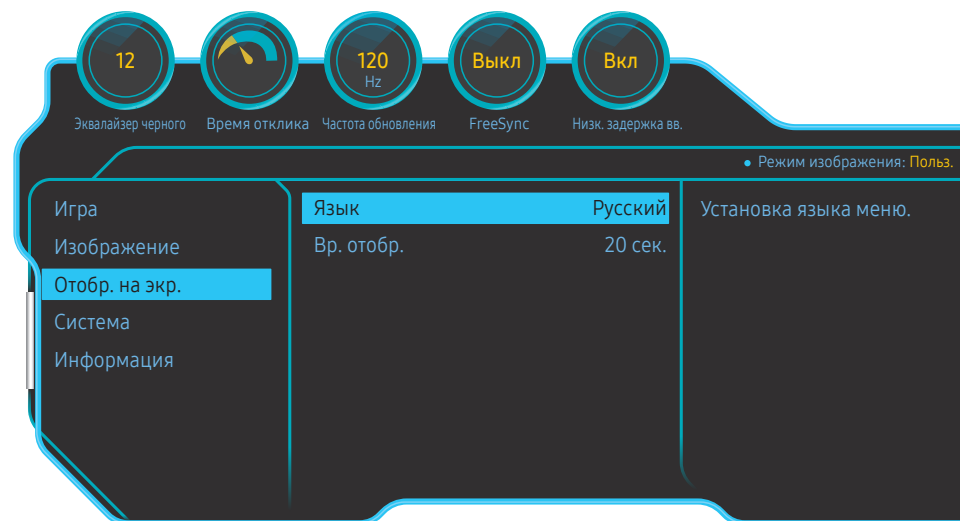 12
120
Hz
Выкл
Вкл
Эквалайзер черного
Время отклика
Частота обновления
FreeSync
Низк. задержка вв.
Режим изображения: Польз.
Игра
Изображение
Отобр. на экр.
Система
Информация
Язык Русский
Вр. отобр. 20 сек.
Установка языка меню.